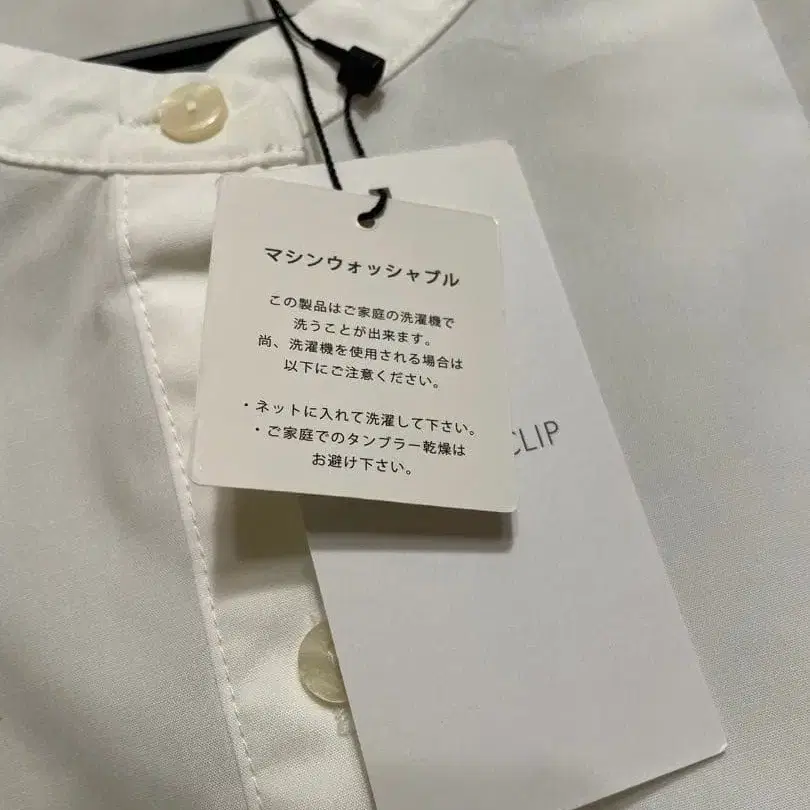 マシンウォッシャブル
この製品はご家庭の洗濯機で
洗うことが出来ます。
尚、洗濯機を使用される場合は
以下にご注意ください。
・ネットに入れて洗濯して下さい。
・ご家庭でのタンブラー乾燥は
お避け下さい。
CLIP